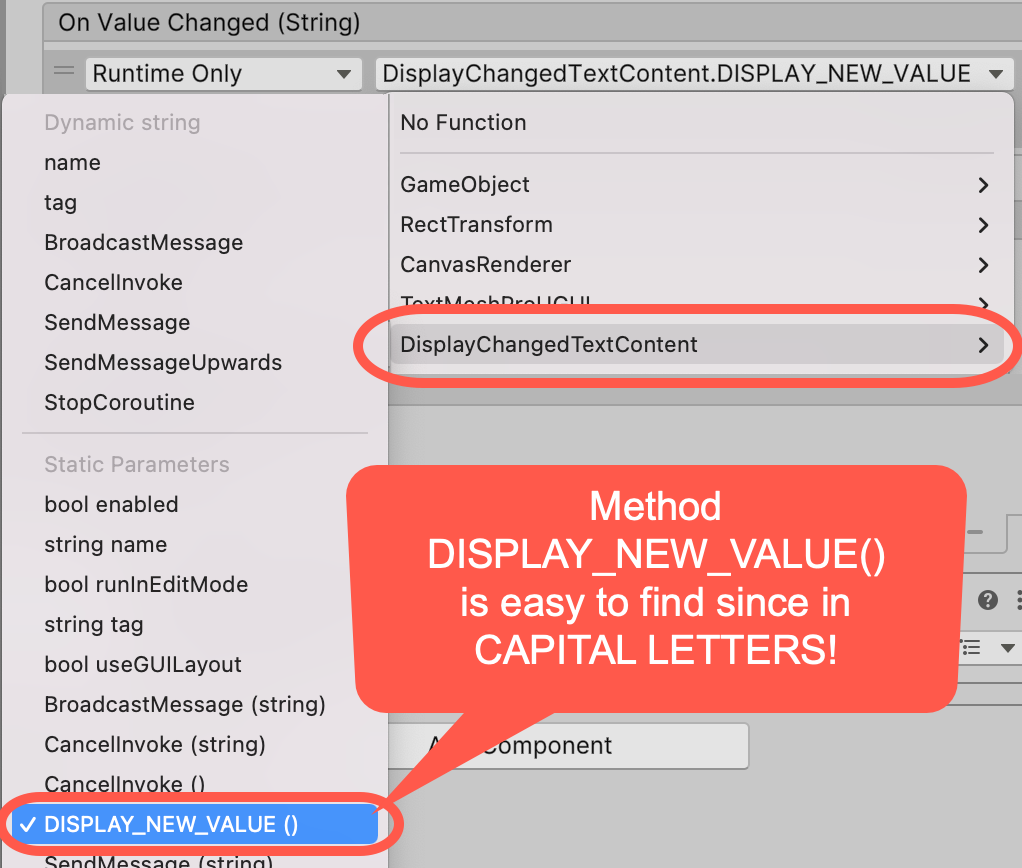 On Value Changed (String)
Runtime Only
DisplayChangedTextContent.DISPLAY_NEW_VALUE
Dynamic string
name
tag
BroadcastMessage
CancelInvoke
SendMessage
SendMessageUpwards
StopCoroutine
Static Parameters
bool enabled
string name
bool runInEditMode
string tag
bool useGUILayout
BroadcastMessage (string)
CancelInvoke (string)
CancelInvoke ()
DISPLAY_NEW_VALUE ()
SendMessage (string)
No Function
GameObject
RectTransform
CanvasRenderer
TextMeshProUGUI
DisplayChangedTextContent
Method
DISPLAY_NEW_VALUE()
is easy to find since in
CAPITAL LETTERS!
Component